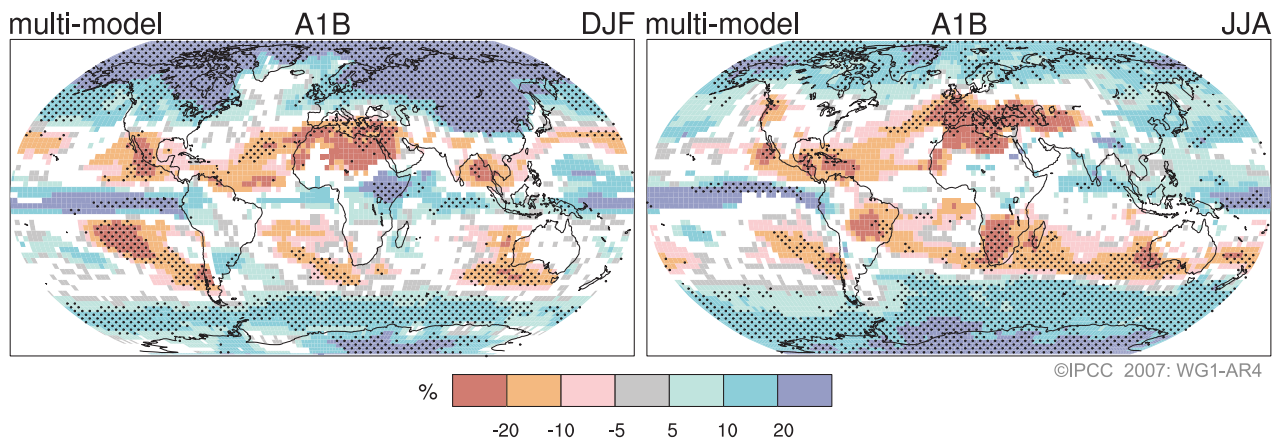 multi-model A1B DJF
multi-model A1B JJA
©IPCC 2007: WG1-AR4
%
-20 -10 -5 5 10 20